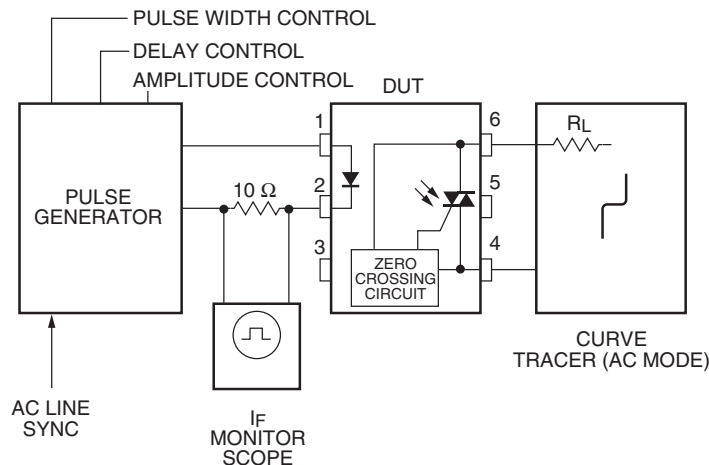 PULSE WIDTH CONTROL
DELAY CONTROL
AMPLITUDE CONTROL
PULSE
GENERATOR
AC LINE
SYNC
10 Ω
IF
MONITOR
SCOPE
DUT
1
2
3
6
5
4
ZERO
CROSSING
CIRCUIT
RL
CURVE
TRACER (AC MODE)